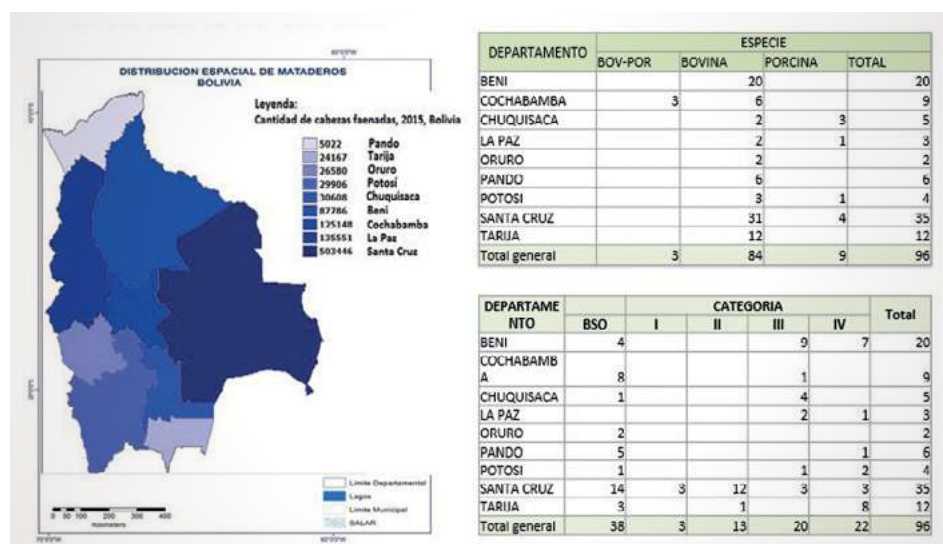 DISTRIBUCION ESPACIAL DE MATADEROS
BOLIVIA
Leyenda:
Cantidad de cabezas faenadas, 2015, Bolivia
5022 Pando
24167 Tarija
26580 Oruro
29906 Potosí
30608 Chuquisaca
87786 Beni
125148 Cochabamba
135551 La Paz
503446 Santa Cruz
Limite Departamental
Lagos
Limite Municipal
SALAR
0 50 100 200 300 400
DEPARTAMENTO ESPECIE
BOV-POR BOVINA PORCINA TOTAL
BENI 20 20
COCHABAMBA 3 6 9
CHUQUISACA 2 3 5
LA PAZ 2 1 3
ORURO 2 2
PANDO 6 6
POTOSI 3 1 4
SANTA CRUZ 31 4 35
TARIJA 12 12
Total general 3 84 9 96
DEPARTAME
NTO
CATEGORIA Total
BSO I II III IV
BENI 4 9 7 20
COCHABAMB
A 8 1 9
CHUQUISACA 1 4 5
LA PAZ 2 1 3
ORURO 2 2
PANDO 5 1 6
POTOSI 1 1 2 4
SANTA CRUZ 14 3 12 3 3 35
TARIJA 3 1 8 12
Total general 38 3 13 20 22 96